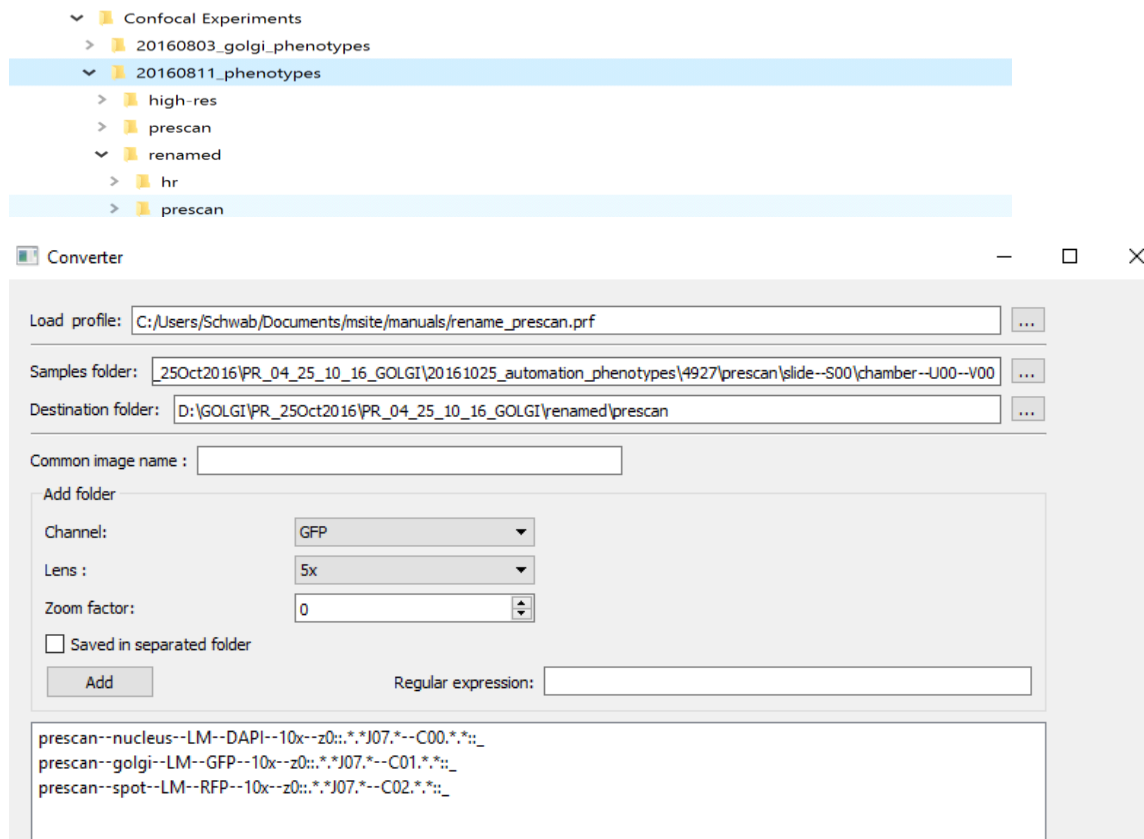 Confocal Experiments
20160803_golgi_phenotypes
20160811_phenotypes
high-res
prescan
renamed
hr
prescan
Converter
Load profile: C:/Users/Schwab/Documents/msite/manuals/rename_prescan.prf ...
Samples folder: _25Oct2016\PR_04_25_10_16_GOLGI\20161025_automation_phenotypes\4927\prescan\slide--S00\chamber--U00--V00 ...
Destination folder: D:\GOLGI\PR_25Oct2016\PR_04_25_10_16_GOLGI\renamed\prescan ...
Common image name :
Add folder
Channel: GFP
Lens : 5x
Zoom factor: 0
Saved in separated folder
Add Regular expression:
prescan--nucleus--LM--DAPI--10x--z0::.*.*J07.*--C00.*.*::_
prescan--golgi--LM--GFP--10x--z0::.*.*J07.*--C01.*.*::_
prescan--spot--LM--RFP--10x--z0::.*.*J07.*--C02.*.*::_